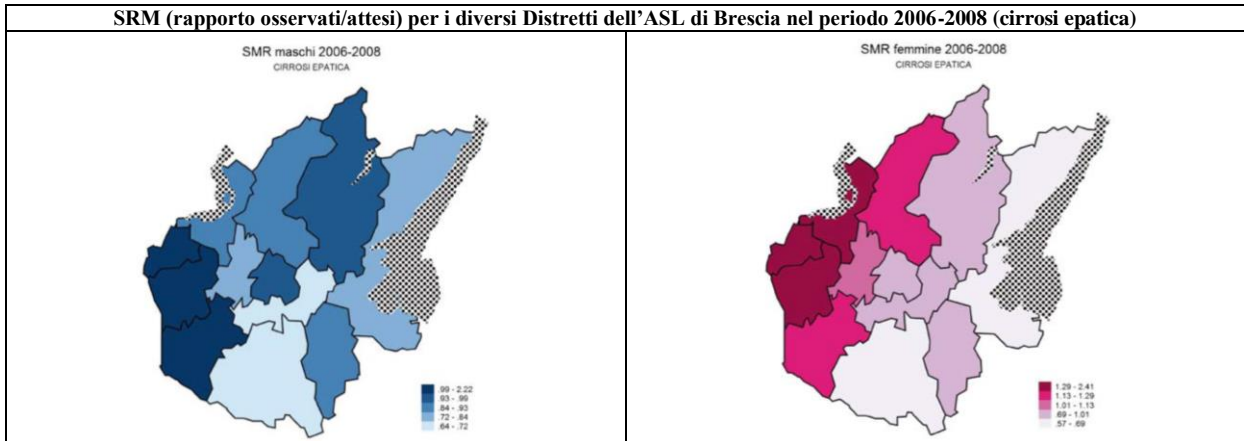 SRM (rapporto osservati/attesi) per i diversi Distretti dell’ASL di Brescia nel periodo 2006-2008 (cirrosi epatica)
SMR maschi 2006-2008
CIRROSI EPATICA
.99 - 2.22
.93 - .99
.84 - .93
.72 - .84
.64 - .72
SMR femmine 2006-2008
CIRROSI EPATICA
1.29 - 2.41
1.13 - 1.29
1.01 - 1.13
.69 - 1.01
.57 - .69